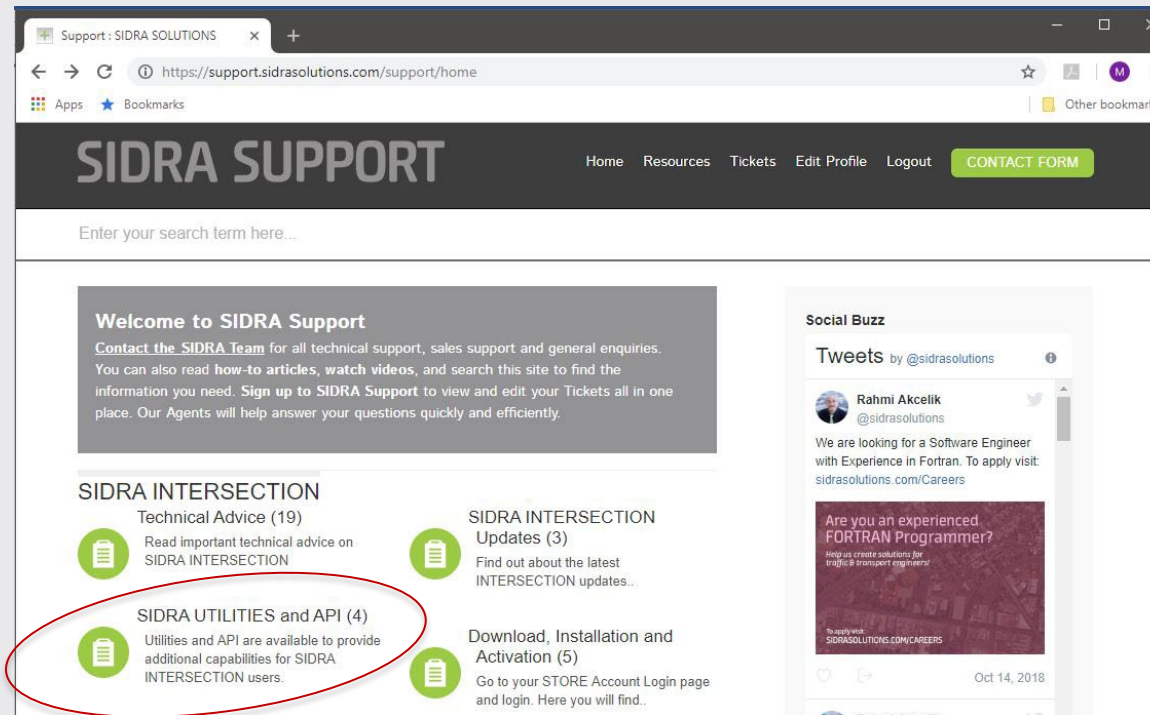 Support : SIDRA SOLUTIONS
https://support.sidrasolutions.com/support/home
M
Apps
Bookmarks
Other bookmar
SIDRA SUPPORT
Home Resources Tickets Edit Profile Logout CONTACT FORM
Enter your search term here...
Welcome to SIDRA Support
Contact the SIDRA Team for all technical support, sales support and general enquiries.
You can also read how-to articles, watch videos, and search this site to find the
information you need. Sign up to SIDRA Support to view and edit your Tickets all in one
place. Our Agents will help answer your questions quickly and efficiently.
SIDRA INTERSECTION
Technical Advice (19)
Read important technical advice on
SIDRA INTERSECTION
SIDRA INTERSECTION
Updates (3)
Find out about the latest
INTERSECTION updates..
SIDRA UTILITIES and API (4)
Utilities and API are available to provide
additional capabilities for SIDRA
INTERSECTION users.
Download, Installation and
Activation (5)
Go to your STORE Account Login page
and login. Here you will find..
Social Buzz
Tweets by @sidrasolutions
Rahmi Akcelik
@sidrasolutions
We are looking for a Software Engineer
with Experience in Fortran. To apply visit:
sidrasolutions.com/Careers
Are you an experienced
FORTRAN Programmer?
Help us create solutions for
traffic & transport engineers!
To apply visit:
SIDRASOLUTIONS.COM/CAREERS
Oct 14, 2018